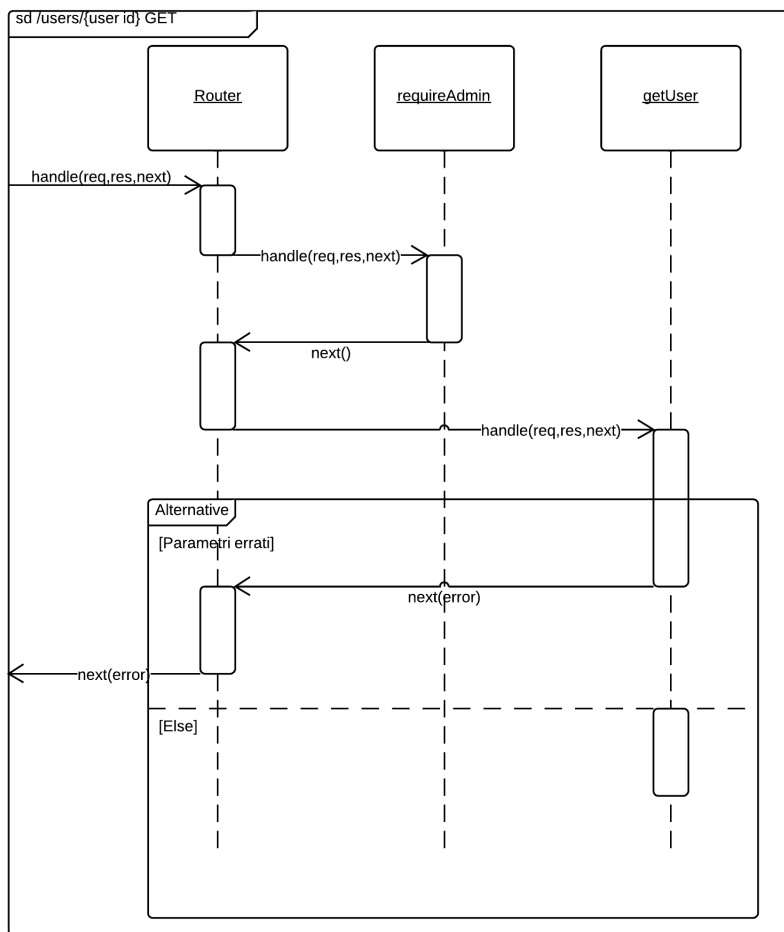 sd /users/{user id} GET
Router
requireAdmin
getUser
handle(req,res,next)
handle(req,res,next)
next()
handle(req,res,next)
Alternative
[Parametri errati]
next(error)
next(error)
[Else]